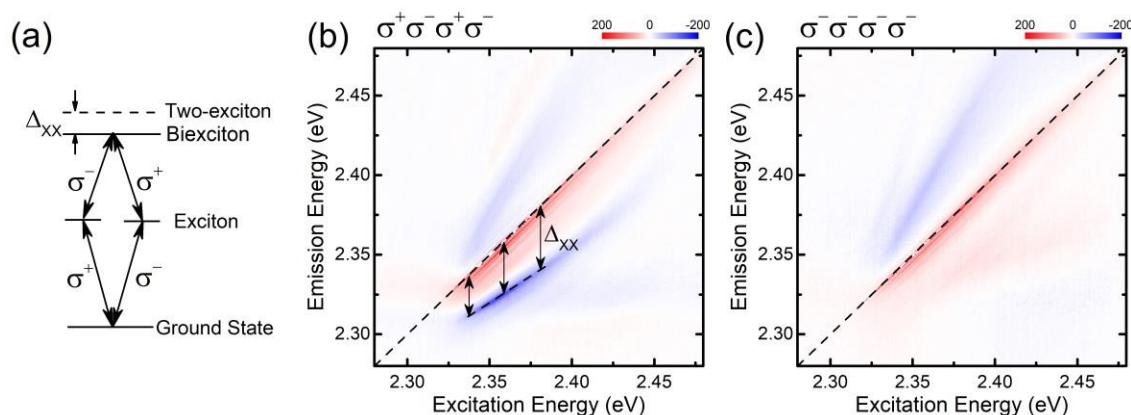 (a)
Two-exciton
Δxx
Biexciton
σ⁻ σ⁺
Exciton
σ⁺ σ⁻
Ground State
(b)
σ⁺σ⁻σ⁺σ⁻
200 0 -200
Emission Energy (eV)
2.45
2.40
2.35
2.30
Δxx
2.30 2.35 2.40 2.45
Excitation Energy (eV)
(c)
σ⁻σ⁻σ⁻σ⁻
200 0 -200
Emission Energy (eV)
2.45
2.40
2.35
2.30
2.30 2.35 2.40 2.45
Excitation Energy (eV)